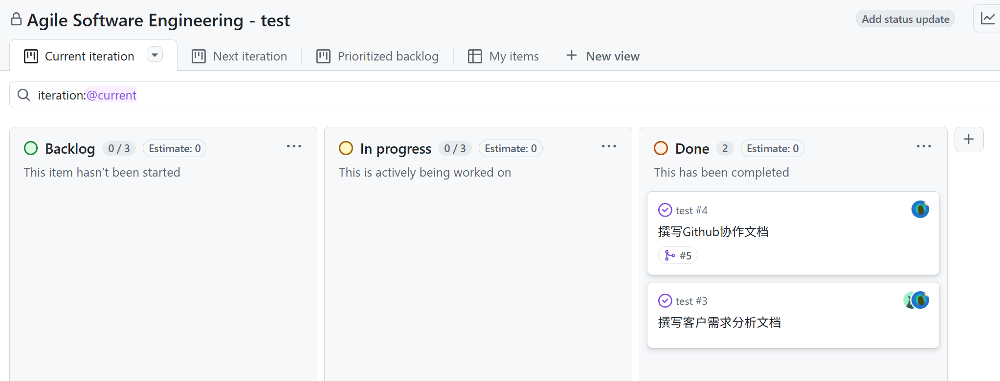 Agile Software Engineering - test
Add status update
Current iteration
Next iteration
Prioritized backlog
My items
New view
iteration:@current
Backlog 0 / 3 Estimate: 0
This item hasn't been started
In progress 0 / 3 Estimate: 0
This is actively being worked on
Done 2 Estimate: 0
This has been completed
test #4
撰写Github协作文档
#5
test #3
撰写客户需求分析文档